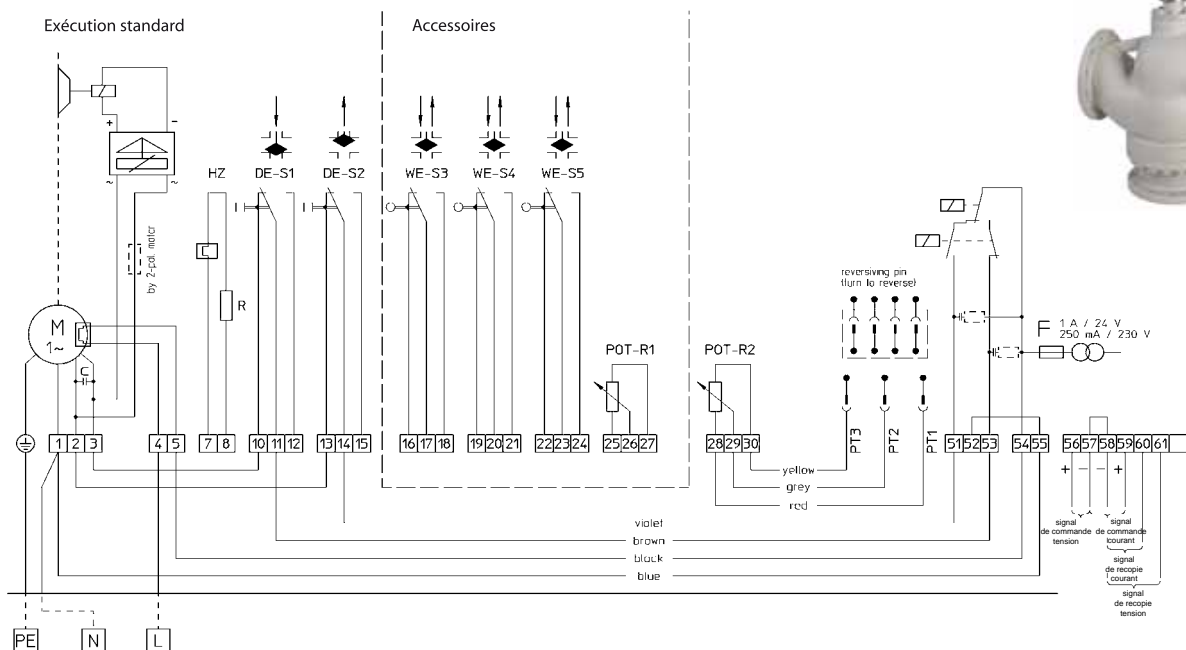 Exécution standard
Accessoires
+ -
~ ~
by 2-pol. motor
HZ DE-S1 DE-S2 WE-S3 WE-S4 WE-S5
R
M
1~
C
reversiving pin
(turn to reverse)
F 1 A / 24 V
250 mA / 230 V
POT-R1 POT-R2
PT3 PT2 PT1
1 2 3 4 5 7 8 10 11 12 13 14 15 16 17 18 19 20 21 22 23 24 25 26 27 28 29 30 51 52 53 54 55 56 57 58 59 60 61
+ - - +
yellow
grey
red
violet
brown
black
blue
signal
de commande
tension
signal
de commande
courant
signal
de recopie
courant
signal
de recopie
tension
PE N L